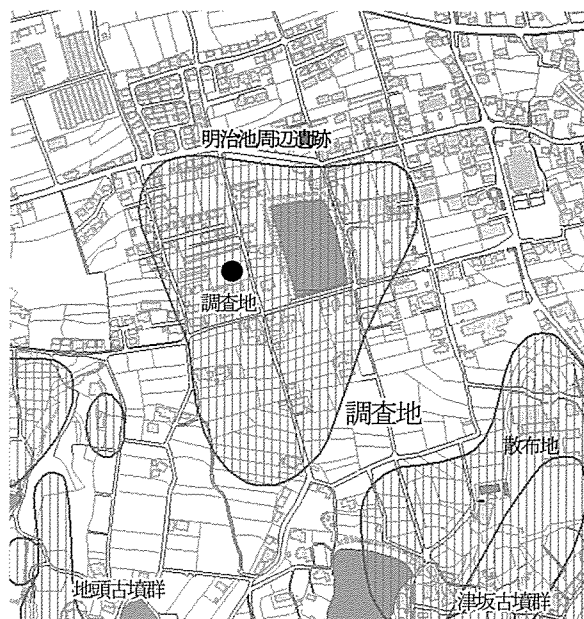 明治池周辺遺跡
調査地
調査地
散布地
地頭古墳群
津坂古墳群